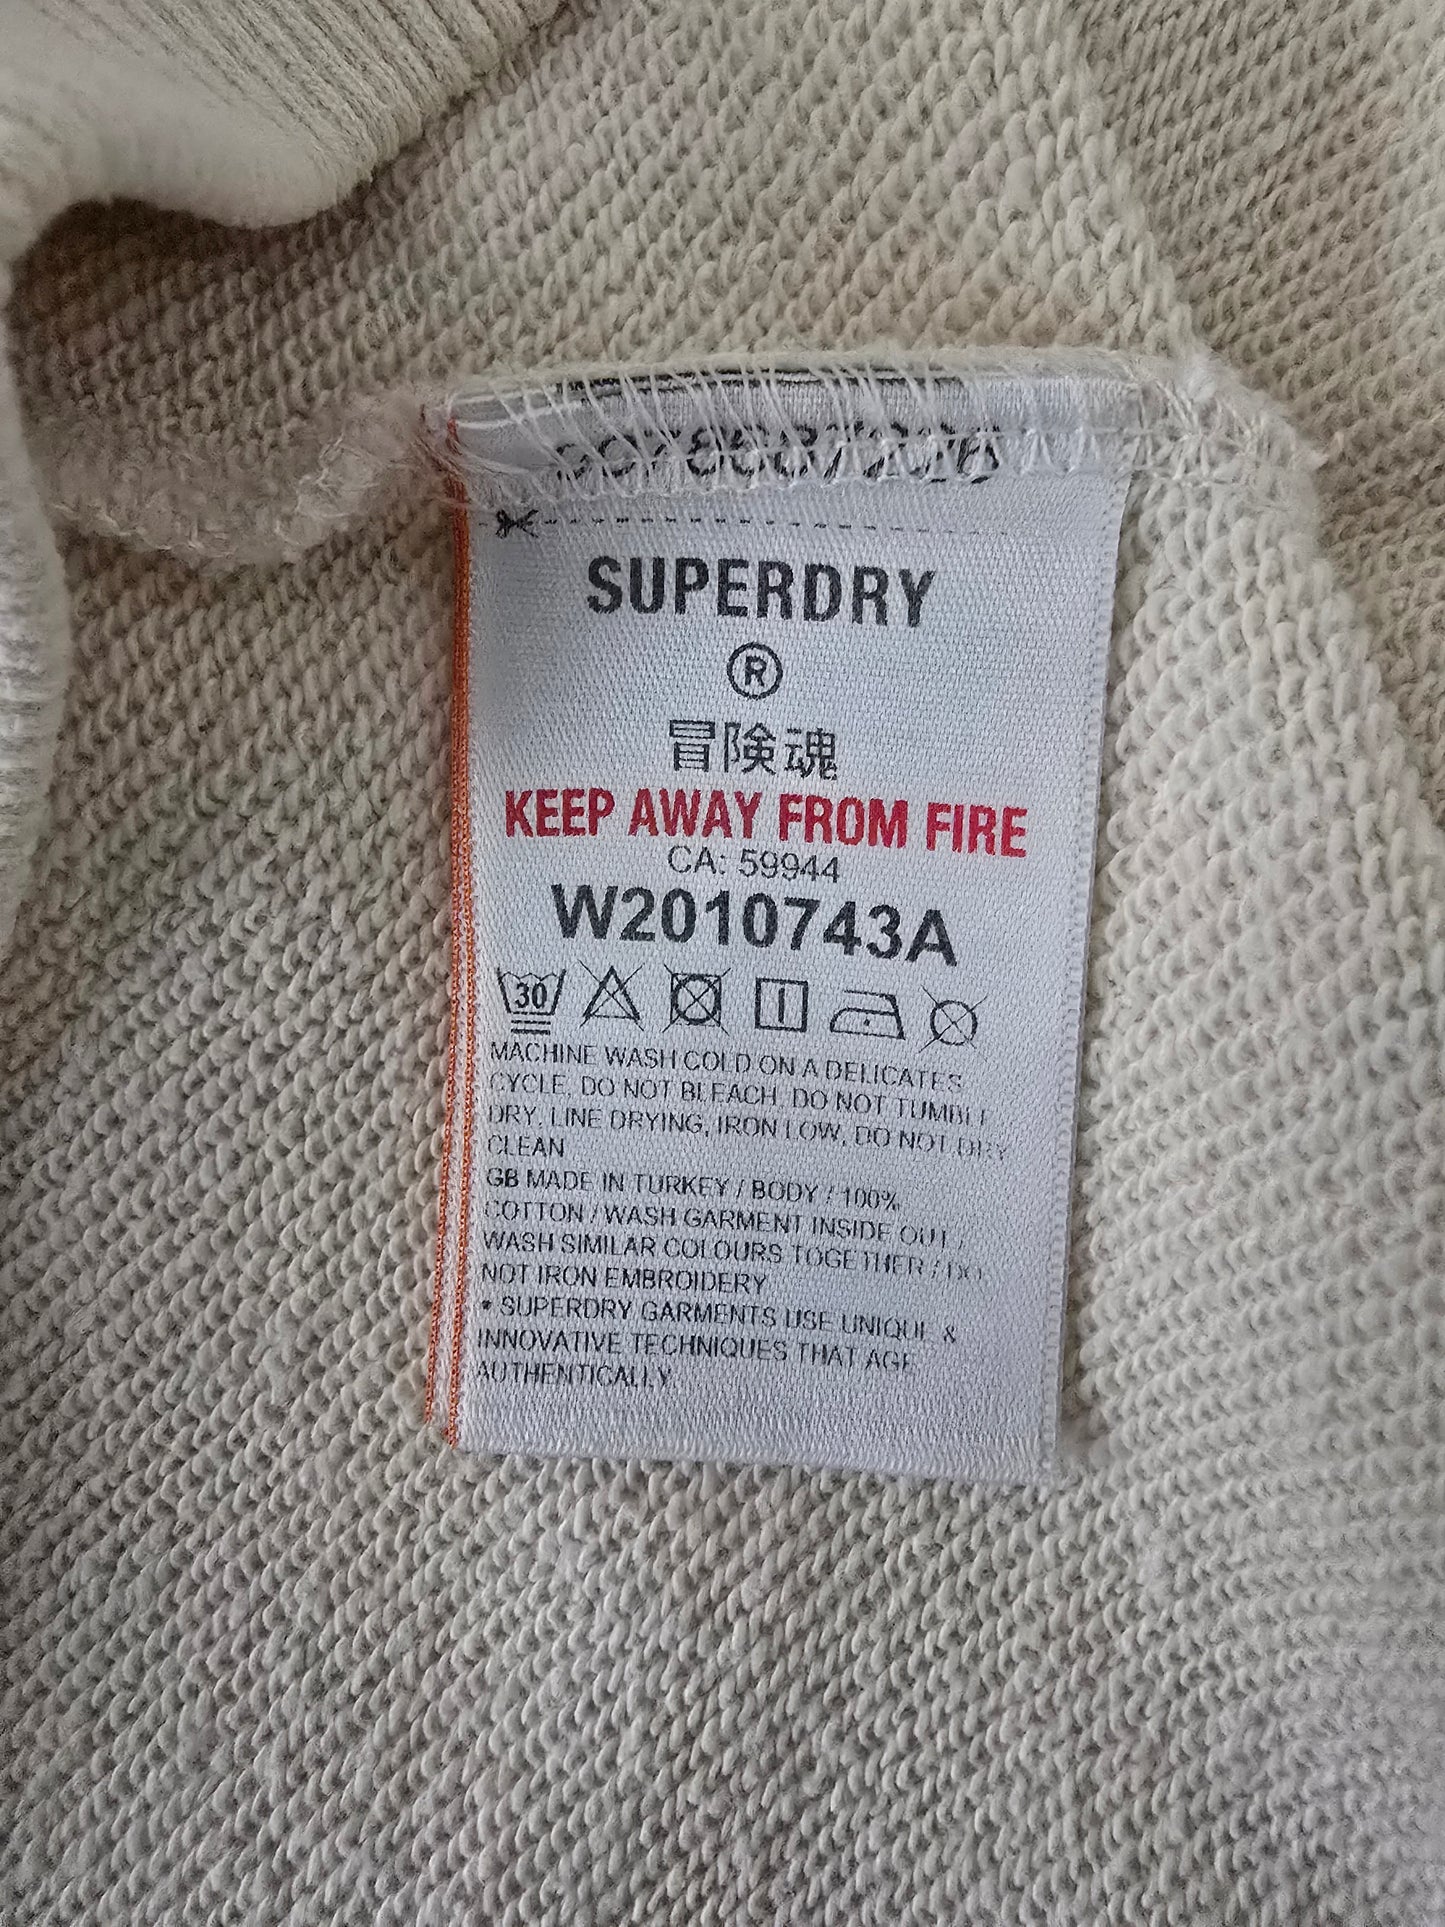 SUPERDRY
®
冒険魂
KEEP AWAY FROM FIRE
CA: 59944
W2010743A
30
MACHINE WASH COLD ON A DELICATES
CYCLE, DO NOT BLEACH. DO NOT TUMBLE
DRY, LINE DRYING, IRON LOW, DO NOT DRY
CLEAN
GB MADE IN TURKEY / BODY / 100%
COTTON / WASH GARMENT INSIDE OUT /
WASH SIMILAR COLOURS TOGETHER / DO
NOT IRON EMBROIDERY
* SUPERDRY GARMENTS USE UNIQUE &
INNOVATIVE TECHNIQUES THAT AGE
AUTHENTICALLY.